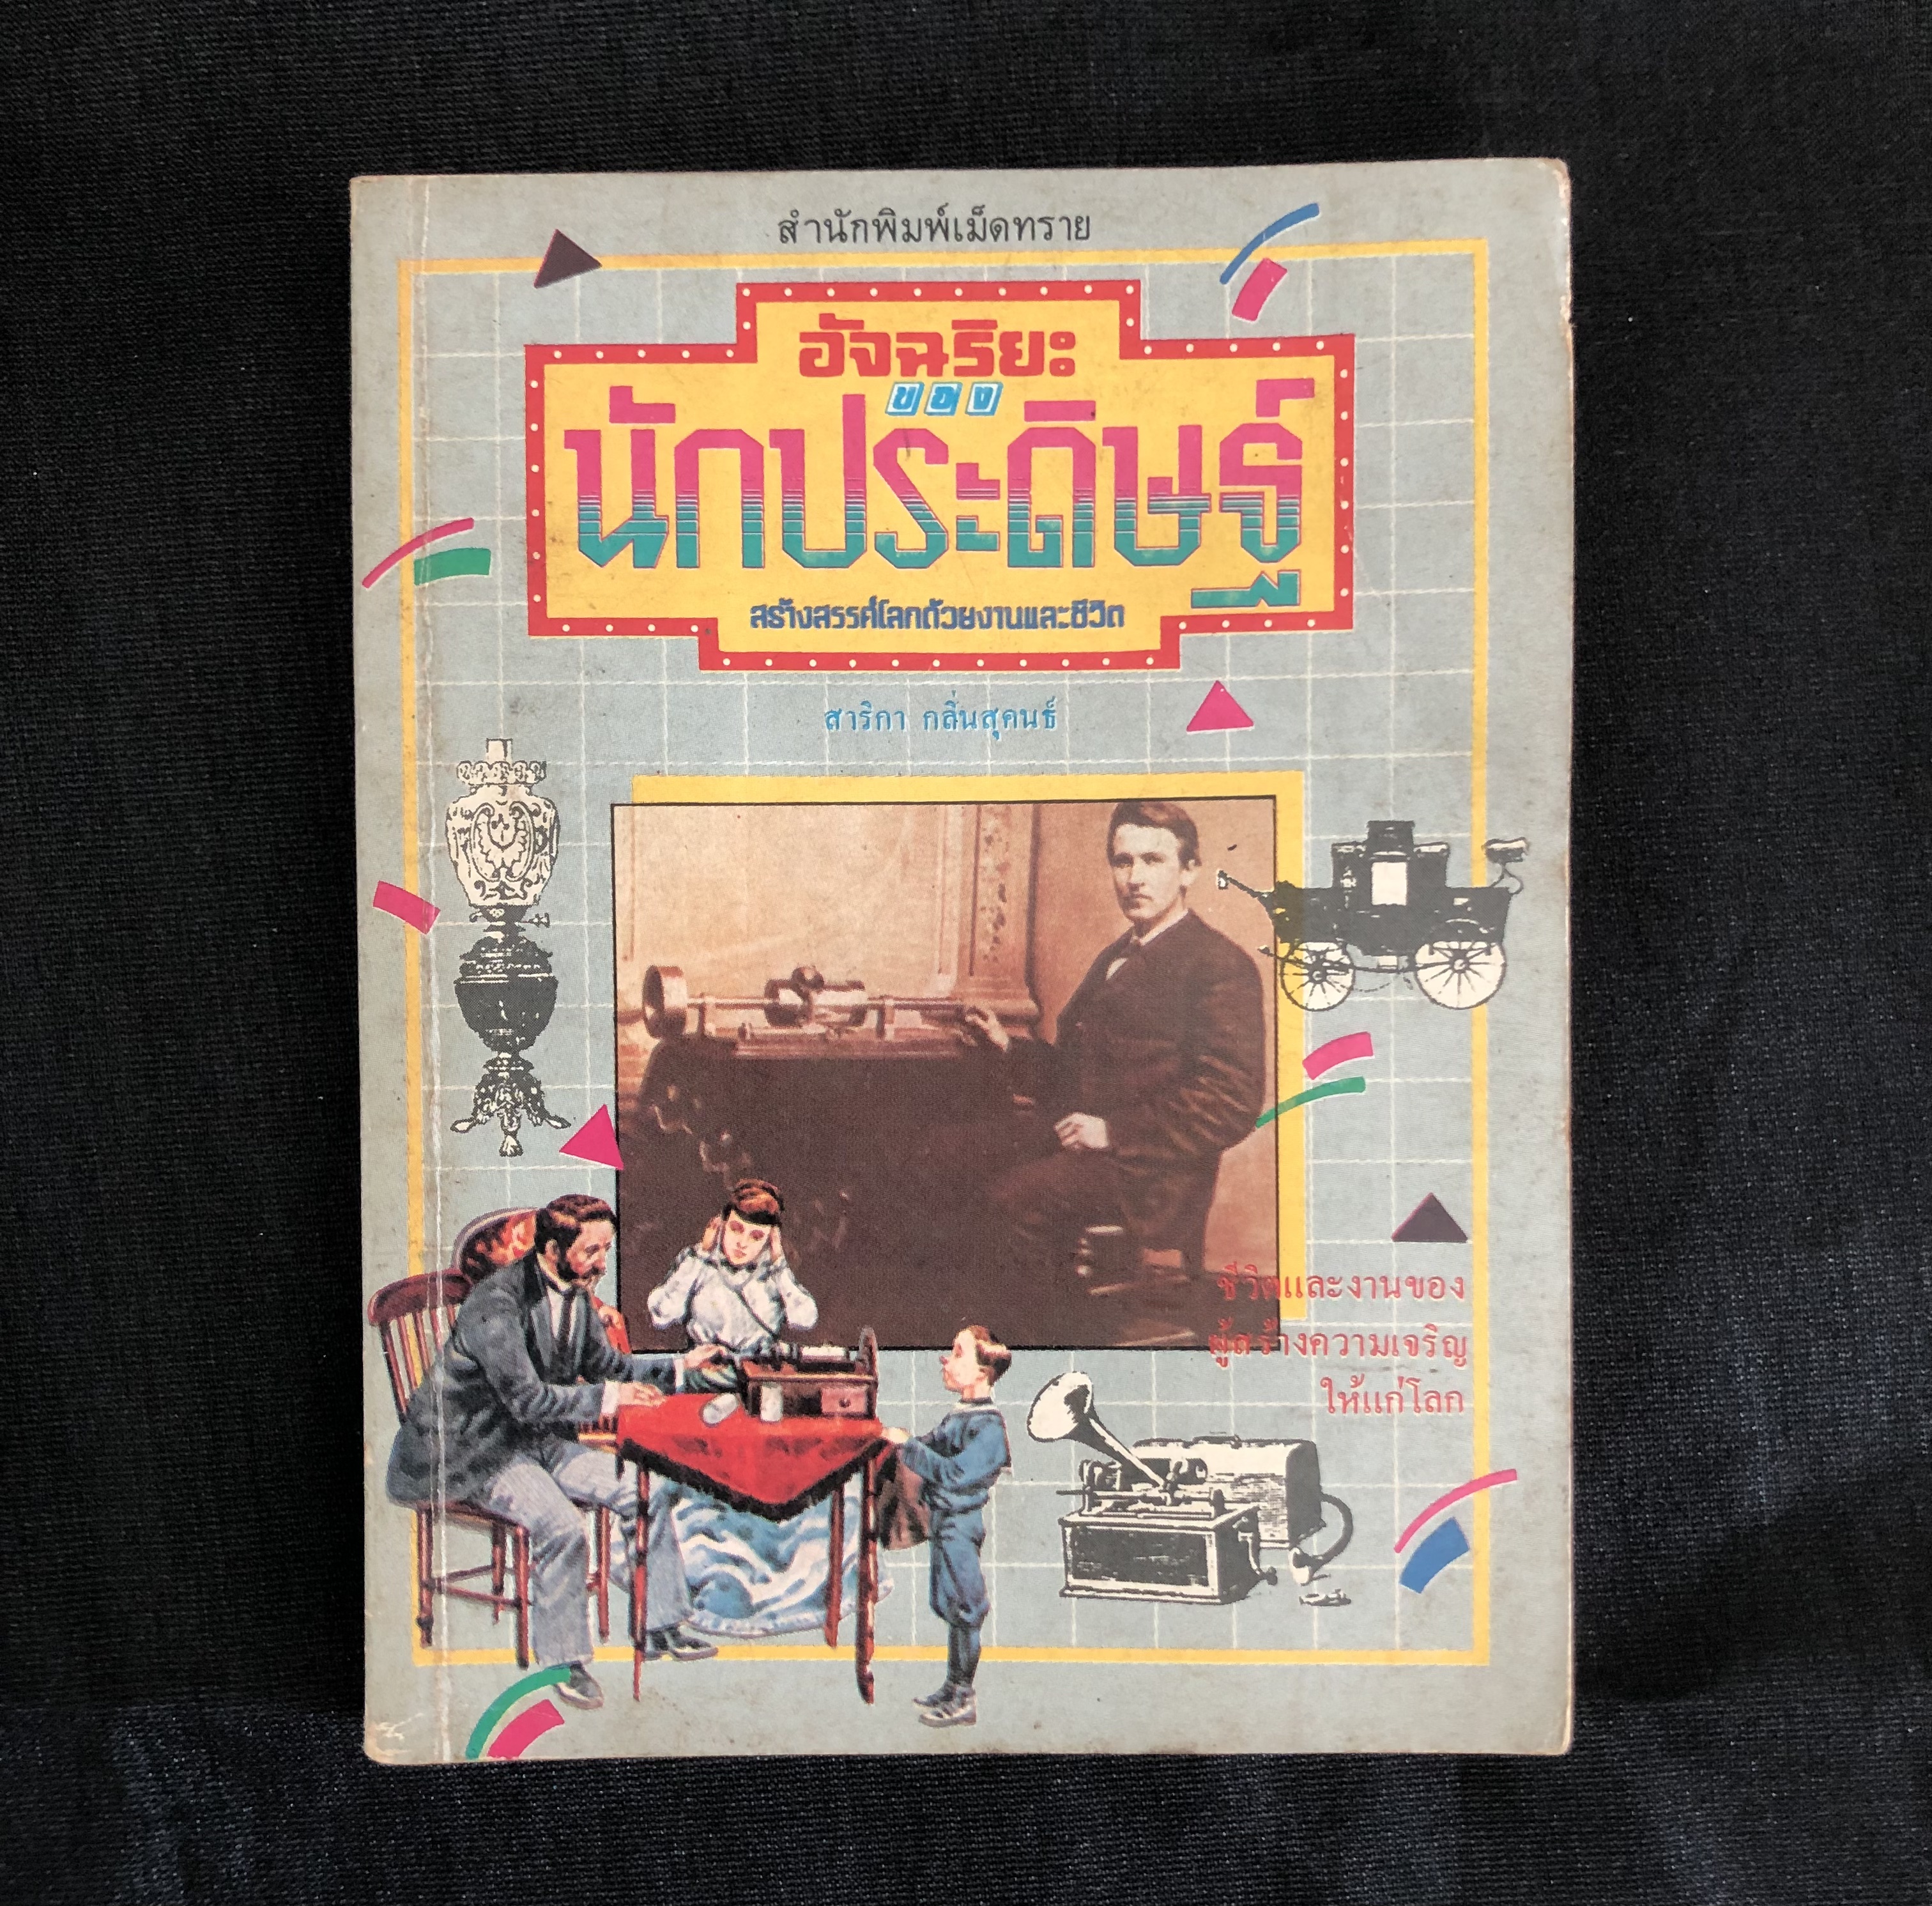 สำนักพิมพ์เม็ดทราย
อัจฉริยะ
ของ
นักประดิษฐ์
สร้างสรรค์โลกด้วยงานและชีวิต
สาริกา กลิ่นสุคนธ์
ชีวิตและงานของ
ผู้สร้างความเจริญ
ให้แก่โลก